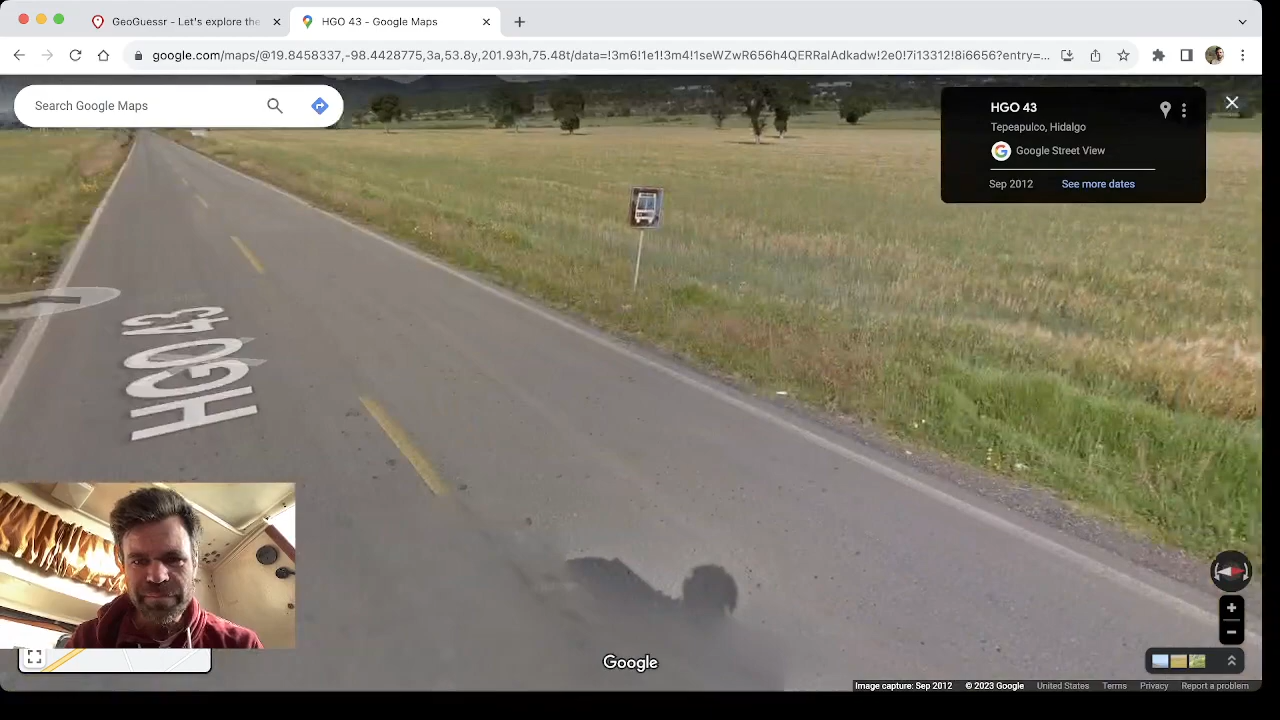 GeoGuessr - Let's explore the
HGO 43 - Google Maps
google.com/maps/@19.8458337,-98.4428775,3a,53.8y,201.93h,75.48t/data=!3m6!1e1!3m4!1seWZwR656h4QERRalAdkadw!2e0!7i13312!8i6656?entry=...
Search Google Maps
HGO 43
Tepeapulco, Hidalgo
Google Street View
Sep 2012
See more dates
HGO 43
Google
Image capture: Sep 2012 © 2023 Google United States Terms Privacy Report a problem